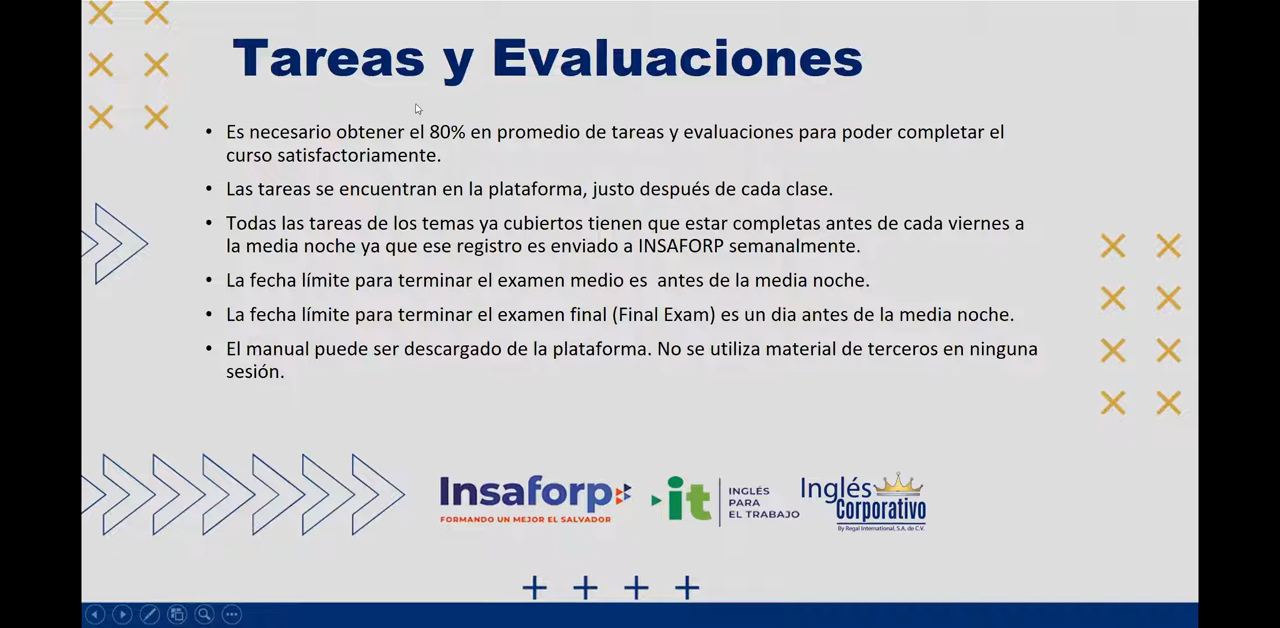 Tareas y Evaluaciones
• Es necesario obtener el 80% en promedio de tareas y evaluaciones para poder completar el
curso satisfactoriamente.
• Las tareas se encuentran en la plataforma, justo después de cada clase.
• Todas las tareas de los temas ya cubiertos tienen que estar completas antes de cada viernes a
la media noche ya que ese registro es enviado a INSAFORP semanalmente.
• La fecha límite para terminar el examen medio es  antes de la media noche.
• La fecha límite para terminar el examen final (Final Exam) es un dia antes de la media noche.
• El manual puede ser descargado de la plataforma. No se utiliza material de terceros en ninguna
sesión.
Insaforp
FORMANDO UN MEJOR EL SALVADOR
it
INGLÉS
PARA
EL TRABAJO
Inglés
Corporativo
By Regal International, S.A. de C.V.